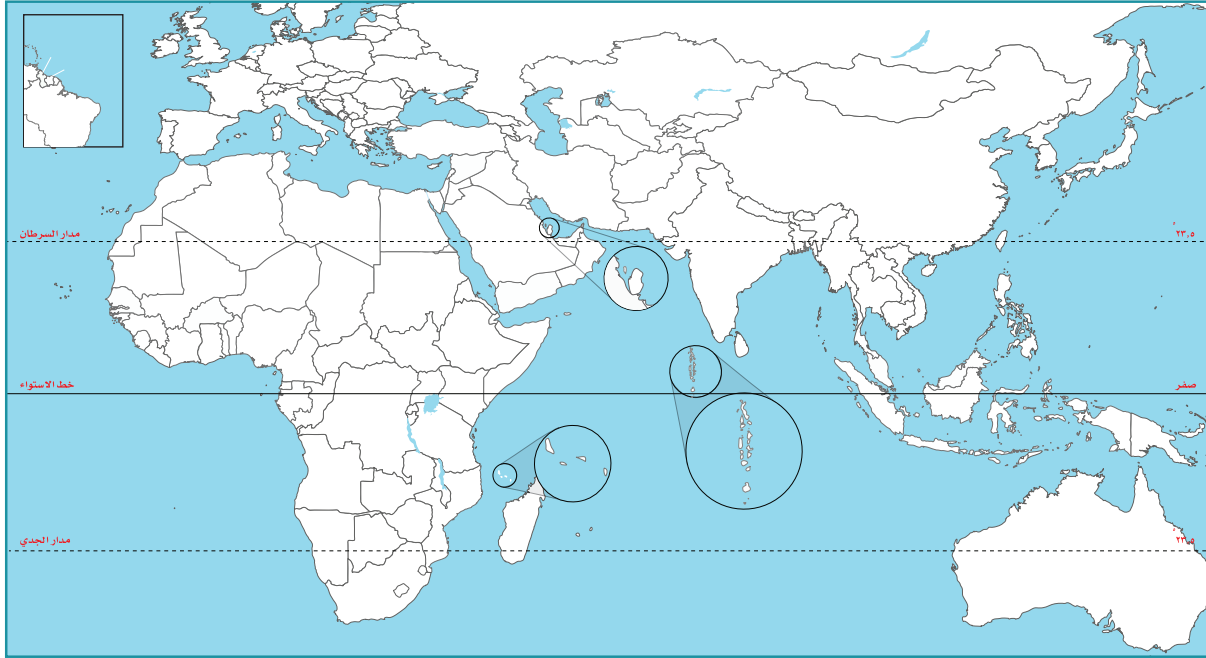 مدار السرطان
°٢٣,٥
خط الاستواء
صفر
مدار الجدي
°٢٣,٥